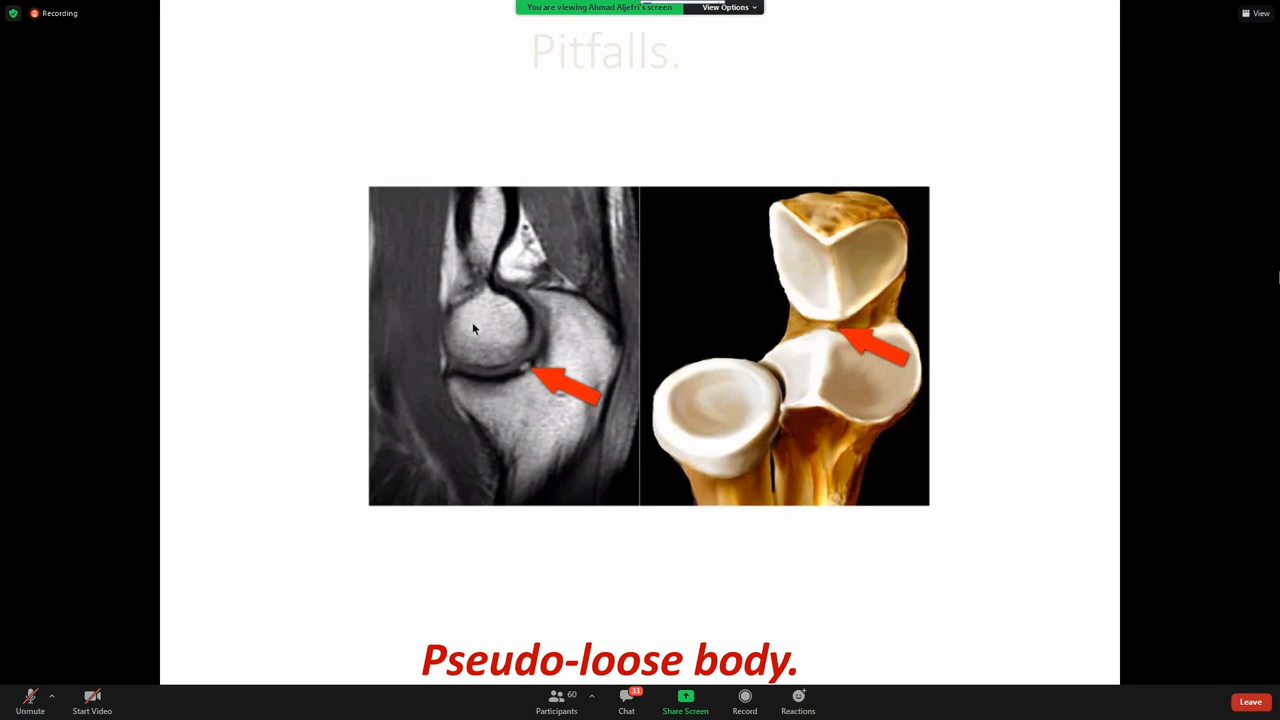 Recording
You are viewing Ahmad Aljefri's screen
View Options
View
Pitfalls.
Pseudo-loose body.
Unmute
Start Video
60
Participants
33
Chat
Share Screen
Record
Reactions
Leave